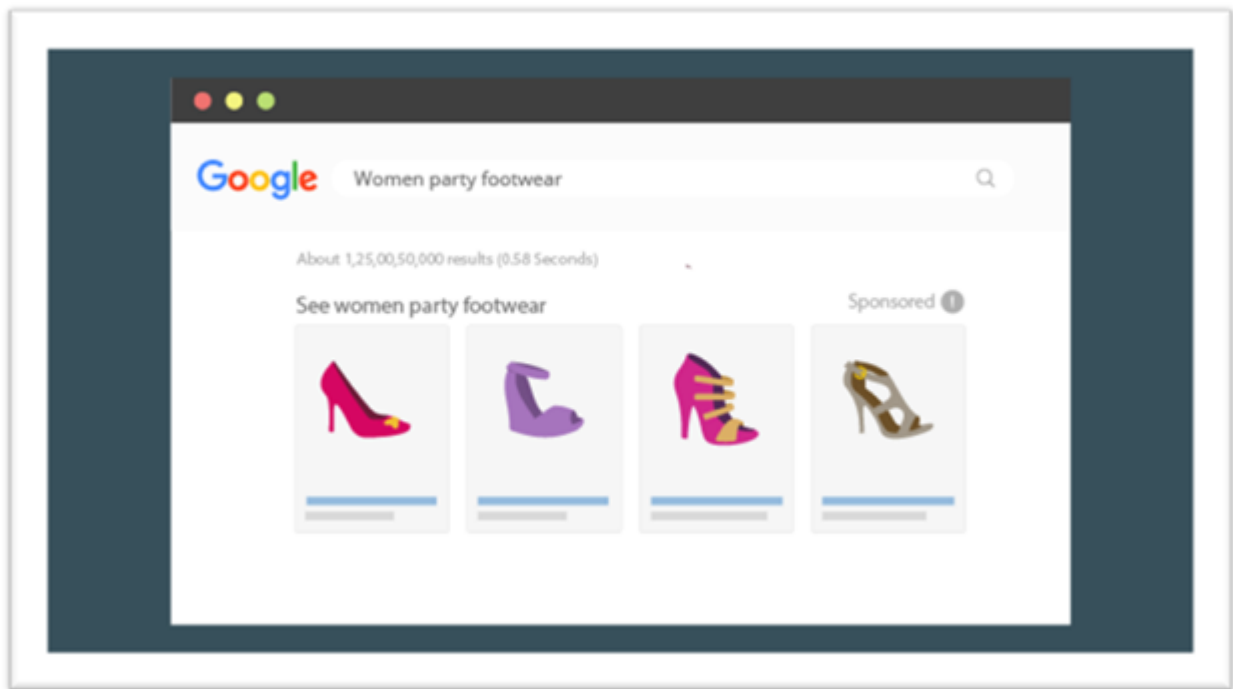 Google Women party footwear
About 1,25,00,50,000 results (0.58 Seconds)
See women party footwear
Sponsored !